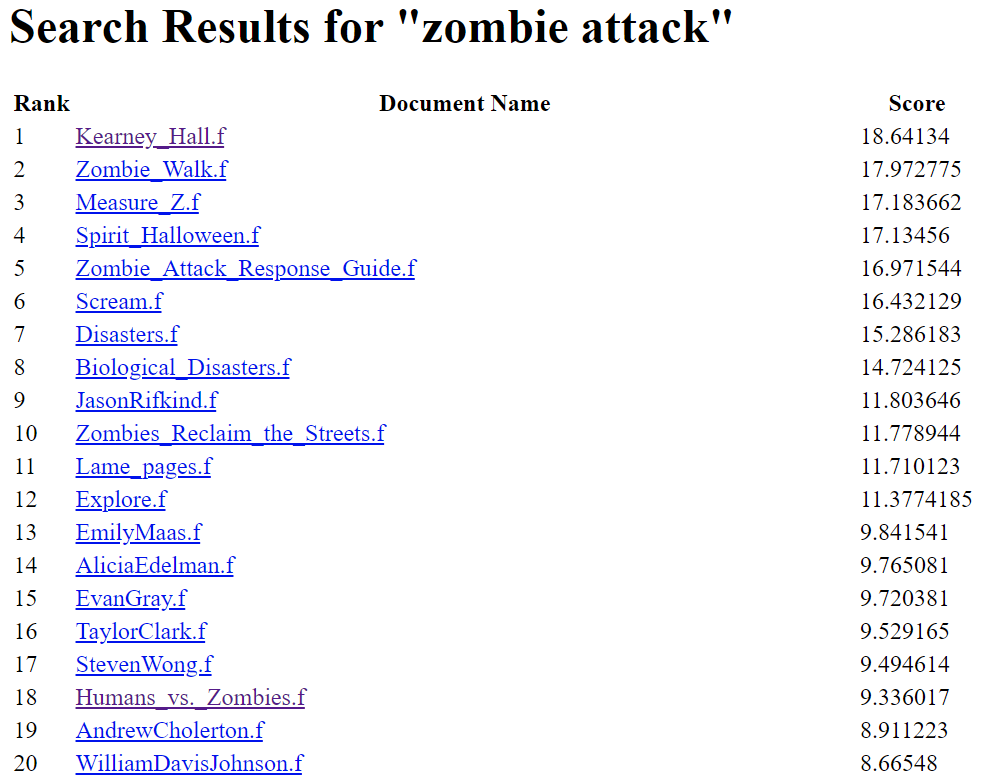 Search Results for "zombie attack"
Rank Document Name Score
1 Kearney_Hall.f 18.64134
2 Zombie_Walk.f 17.972775
3 Measure_Z.f 17.183662
4 Spirit_Halloween.f 17.13456
5 Zombie_Attack_Response_Guide.f 16.971544
6 Scream.f 16.432129
7 Disasters.f 15.286183
8 Biological_Disasters.f 14.724125
9 JasonRifkind.f 11.803646
10 Zombies_Reclaim_the_Streets.f 11.778944
11 Lame_pages.f 11.710123
12 Explore.f 11.3774185
13 EmilyMaas.f 9.841541
14 AliciaEdelman.f 9.765081
15 EvanGray.f 9.720381
16 TaylorClark.f 9.529165
17 StevenWong.f 9.494614
18 Humans_vs._Zombies.f 9.336017
19 AndrewCholerton.f 8.911223
20 WilliamDavisJohnson.f 8.66548